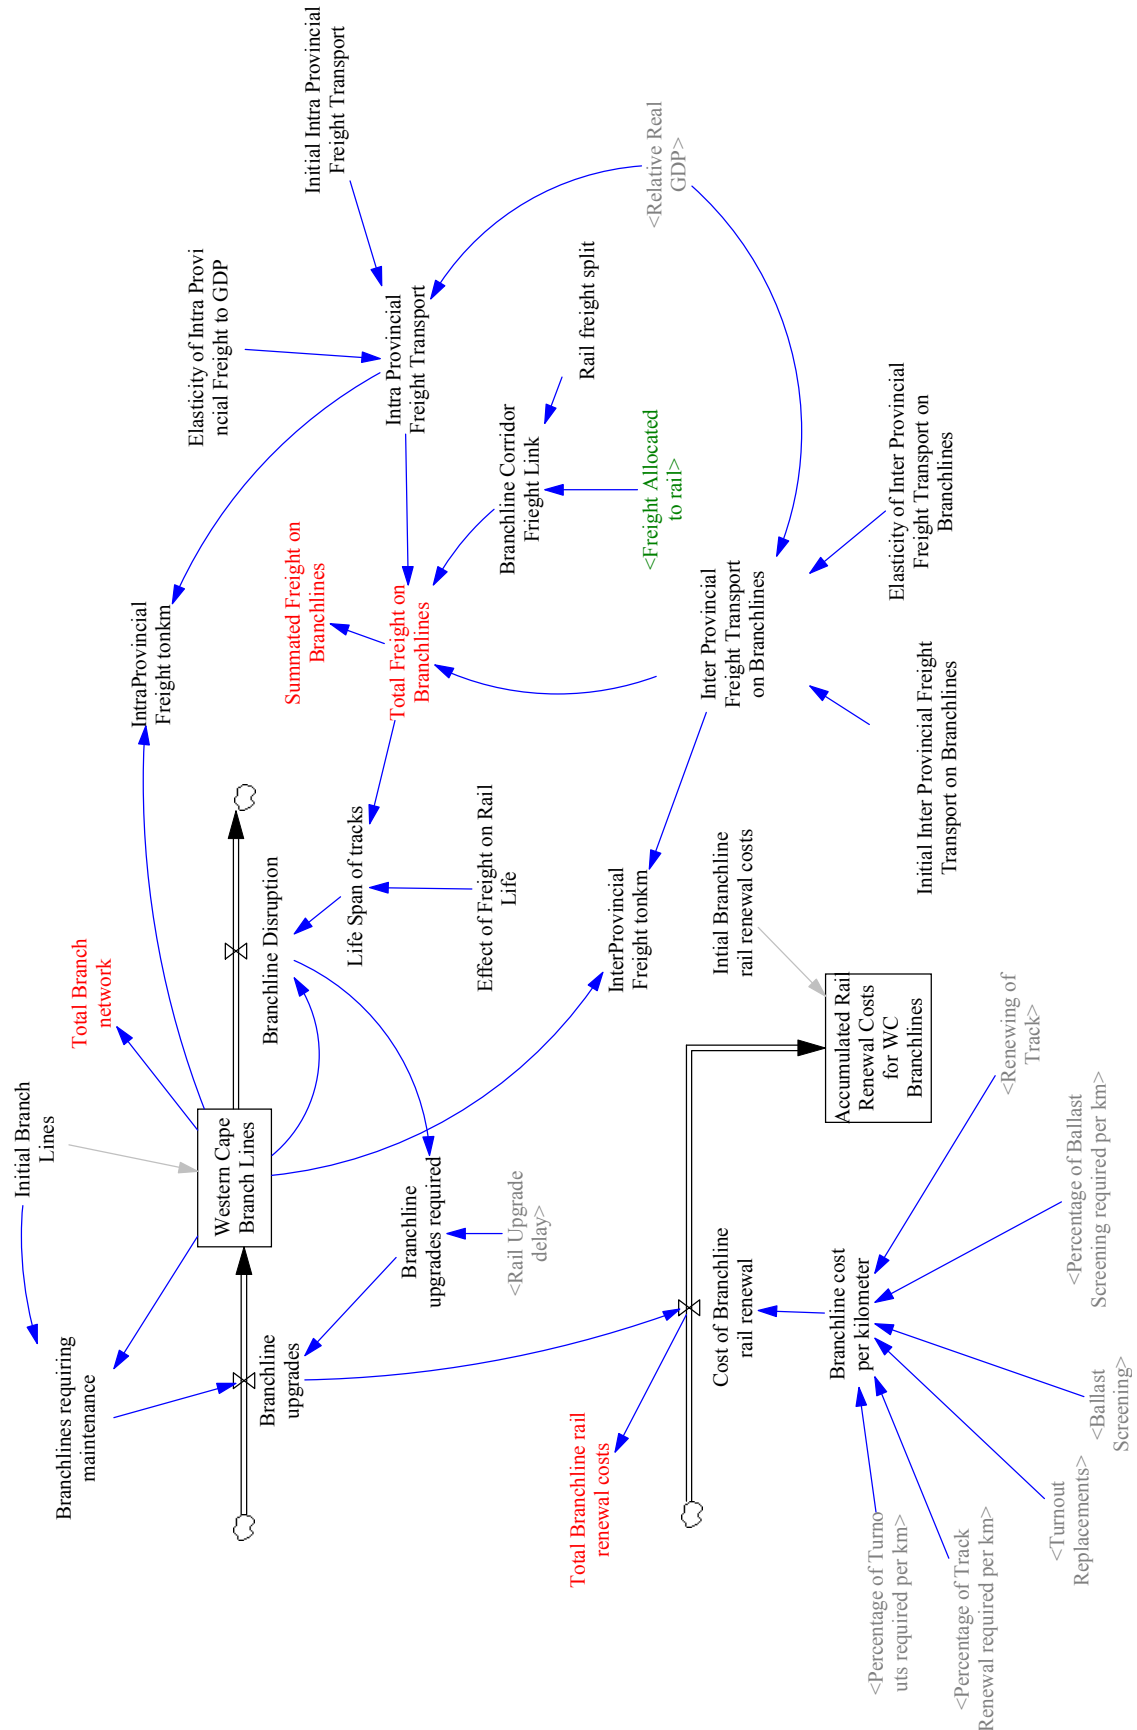 Initial Branch
Lines
Branchlines requiring
maintenance
Total Branch
network
IntraProvincial
Freight tonkm
Elasticity of Intra Provi
ncial Freight to GDP
Initial Intra Provincial
Freight Transport
Western Cape
Branch Lines
Branchline
upgrades
Branchline Disruption
Summated Freight on
Branchlines
Total Freight on
Branchlines
Intra Provincial
Freight Transport
Life Span of tracks
Branchline
upgrades required
Effect of Freight on Rail
Life
<Rail Upgrade
delay>
Branchline Corridor
Frieght Link
Rail freight split
<Freight Allocated
to rail>
<Relative Real
GDP>
InterProvincial
Freight tonkm
Inter Provincial
Freight Transport
on Branchlines
Total Branchline rail
renewal costs
Cost of Branchline
rail renewal
Intial Branchline
rail renewal costs
Branchline cost
per kilometer
Accumulated Rail
Renewal Costs
for WC
Branchlines
Initial Inter Provincial Freight
Transport on Branchlines
Elasticity of Inter Provincial
Freight Transport on
Branchlines
<Percentage of Turno
uts required per km>
<Percentage of Track
Renewal required per km>
<Turnout
Replacements>
<Ballast
Screening>
<Percentage of Ballast
Screening required per km>
<Renewing of
Track>